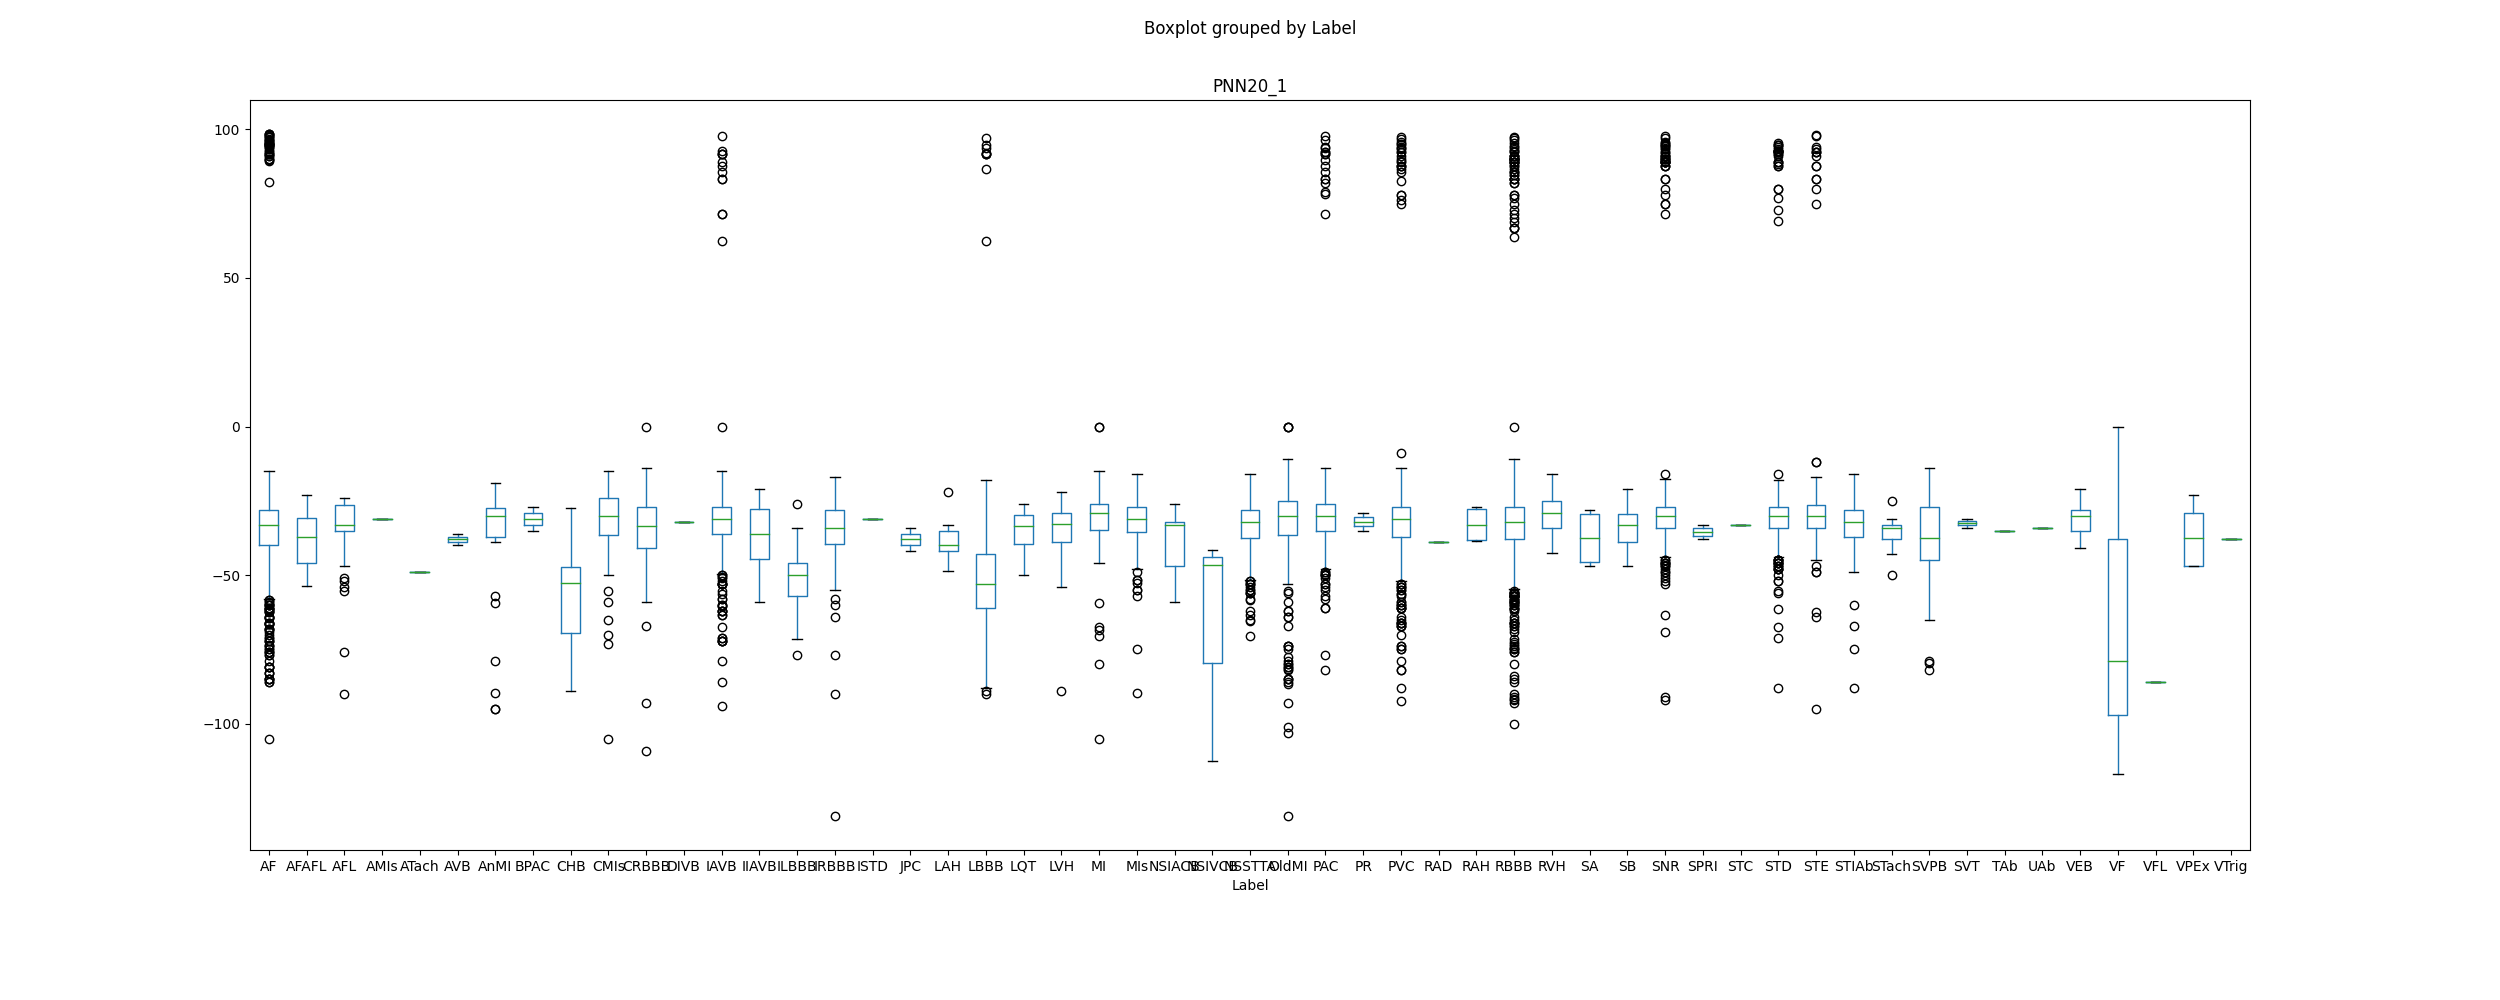 Boxplot grouped by Label
PNN20_1
100
50
0
−50
−100
AF AFAFL AFL AMIs ATach AVB AnMI BPAC CHB CMIs CRBBB DIVB IAVB IIAVB ILBBB IRBBB ISTD JPC LAH LBBB LQT LVH MI MIs NSIACB NSIVCB NSSTTA OldMI PAC PR PVC RAD RAH RBBB RVH SA SB SNR SPRI STC STD STE STIAb STach SVPB SVT TAb UAb VEB VF VFL VPEx VTrig
Label